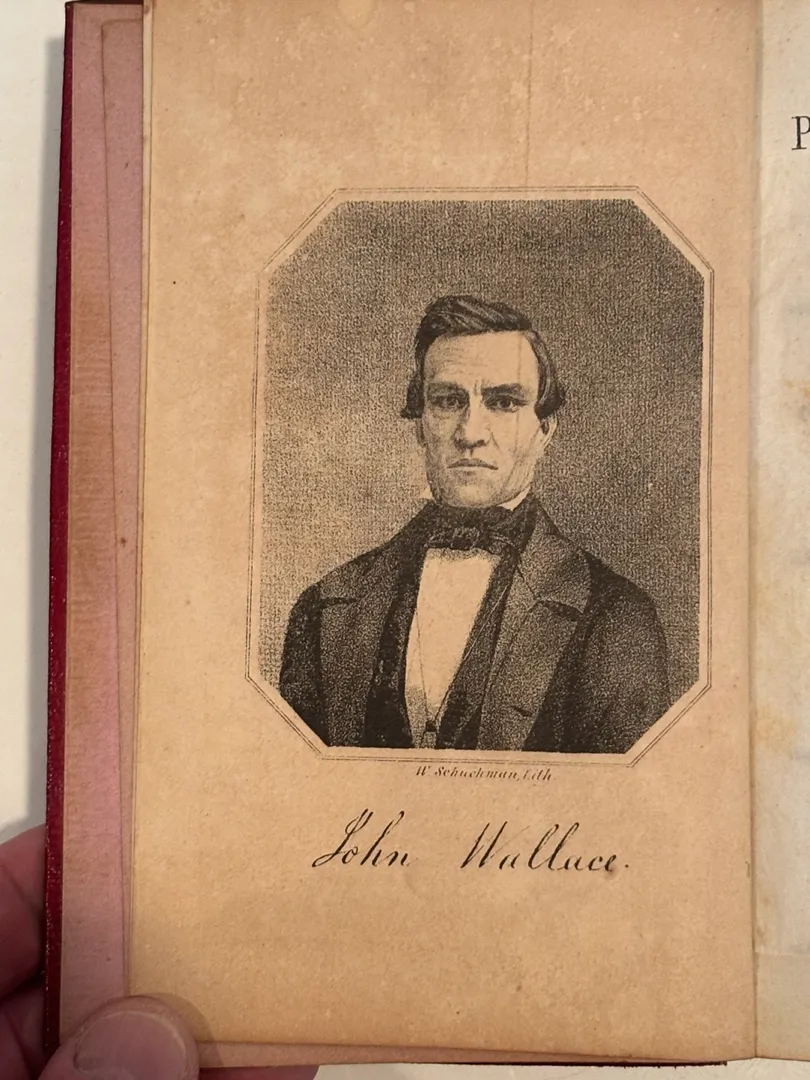 P
W. Schuchman, Lith.
John Wallace.